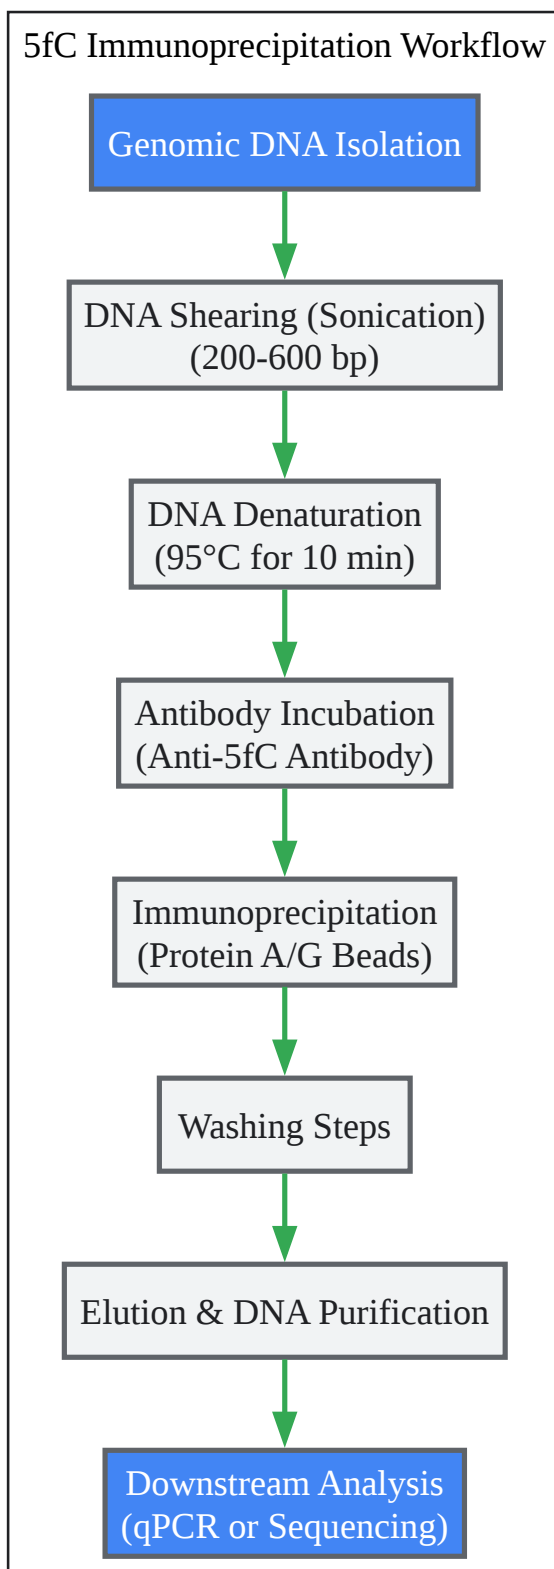 5fC Immunoprecipitation Workflow
Genomic DNA Isolation
DNA Shearing (Sonication)
(200-600 bp)
DNA Denaturation
(95°C for 10 min)
Antibody Incubation
(Anti-5fC Antibody)
Immunoprecipitation
(Protein A/G Beads)
Washing Steps
Elution & DNA Purification
Downstream Analysis
(qPCR or Sequencing)